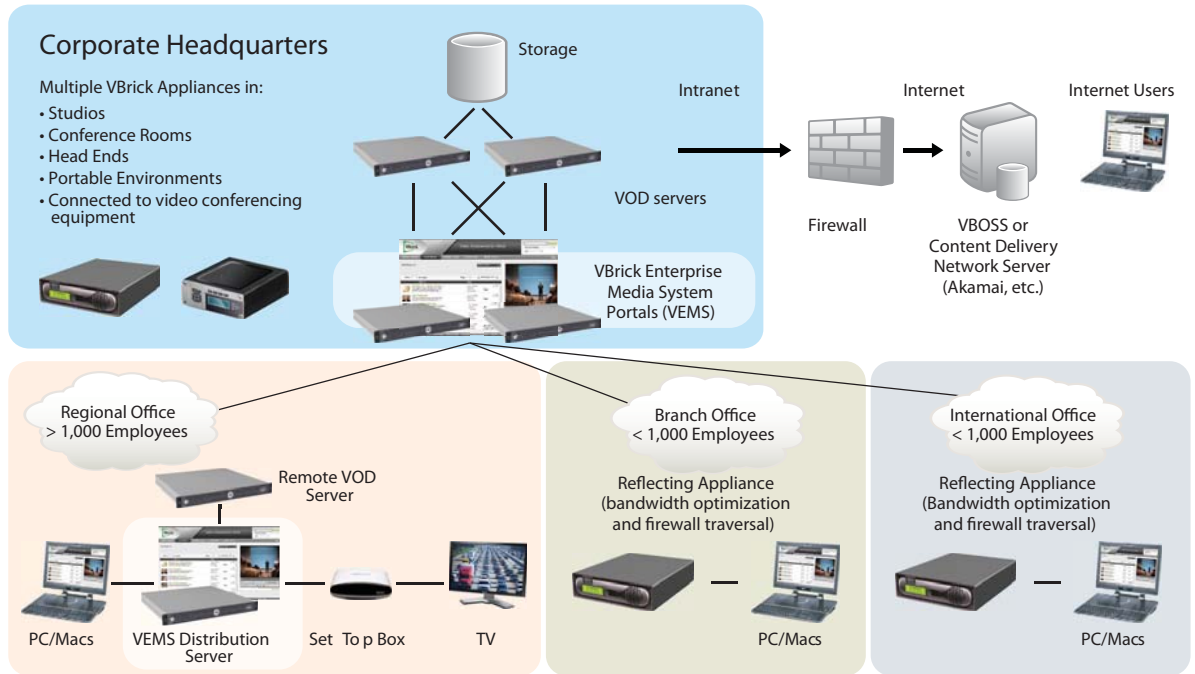 Corporate Headquarters
Multiple VBrick Appliances in:
• Studios
• Conference Rooms
• Head Ends
• Portable Environments
• Connected to video conferencing
equipment
Storage
VOD servers
VBrick Enterprise
Media System
Portals (VEMS)
Intranet
Firewall
Internet
VBOSS or
Content Delivery
Network Server
(Akamai, etc.)
Internet Users
Regional Office
> 1,000 Employees
Remote VOD
Server
PC/Macs
VEMS Distribution
Server
Set To p Box
TV
Branch Office
< 1,000 Employees
Reflecting Appliance
(bandwidth optimization
and firewall traversal)
PC/Macs
International Office
< 1,000 Employees
Reflecting Appliance
(Bandwidth optimization
and firewall traversal)
PC/Macs